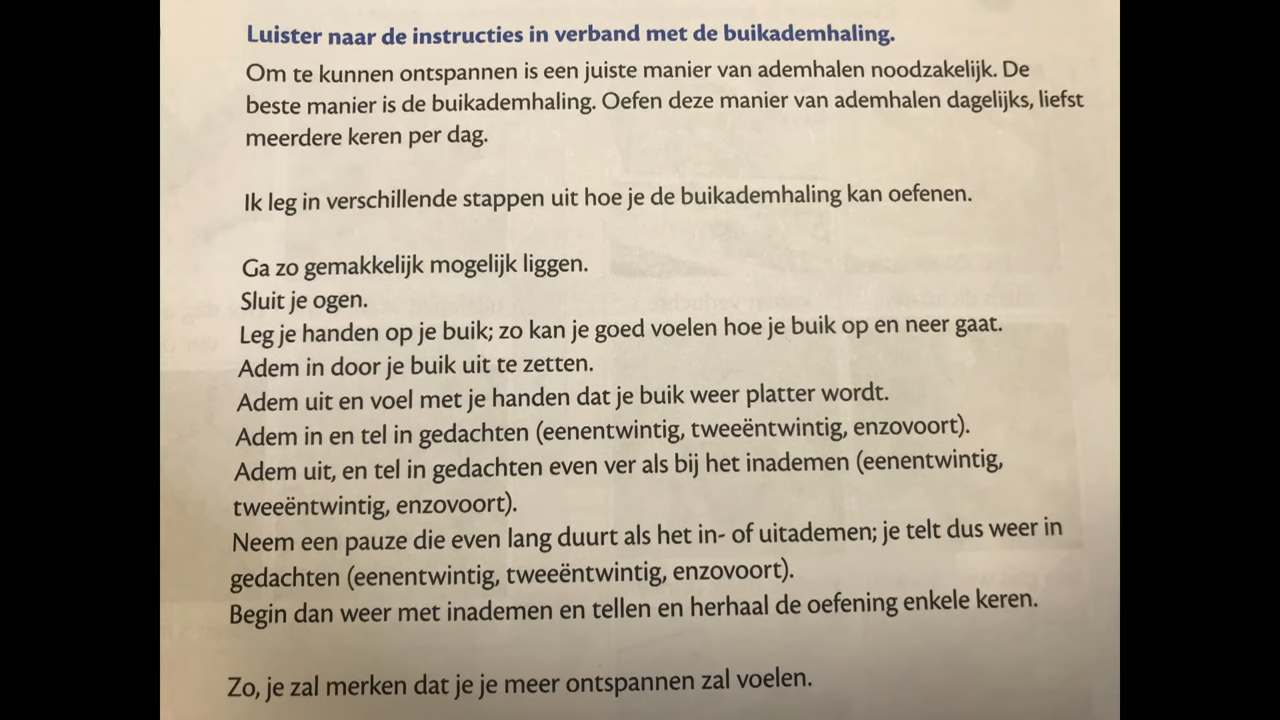 Luister naar de instructies in verband met de buikademhaling.
Om te kunnen ontspannen is een juiste manier van ademhalen noodzakelijk. De
beste manier is de buikademhaling. Oefen deze manier van ademhalen dagelijks, liefst
meerdere keren per dag.
Ik leg in verschillende stappen uit hoe je de buikademhaling kan oefenen.
Ga zo gemakkelijk mogelijk liggen.
Sluit je ogen.
Leg je handen op je buik; zo kan je goed voelen hoe je buik op en neer gaat.
Adem in door je buik uit te zetten.
Adem uit en voel met je handen dat je buik weer platter wordt.
Adem in en tel in gedachten (eenentwintig, tweeëntwintig, enzovoort).
Adem uit, en tel in gedachten even ver als bij het inademen (eenentwintig,
tweeëntwintig, enzovoort).
Neem een pauze die even lang duurt als het in- of uitademen; je telt dus weer in
gedachten (eenentwintig, tweeëntwintig, enzovoort).
Begin dan weer met inademen en tellen en herhaal de oefening enkele keren.
Zo, je zal merken dat je je meer ontspannen zal voelen.